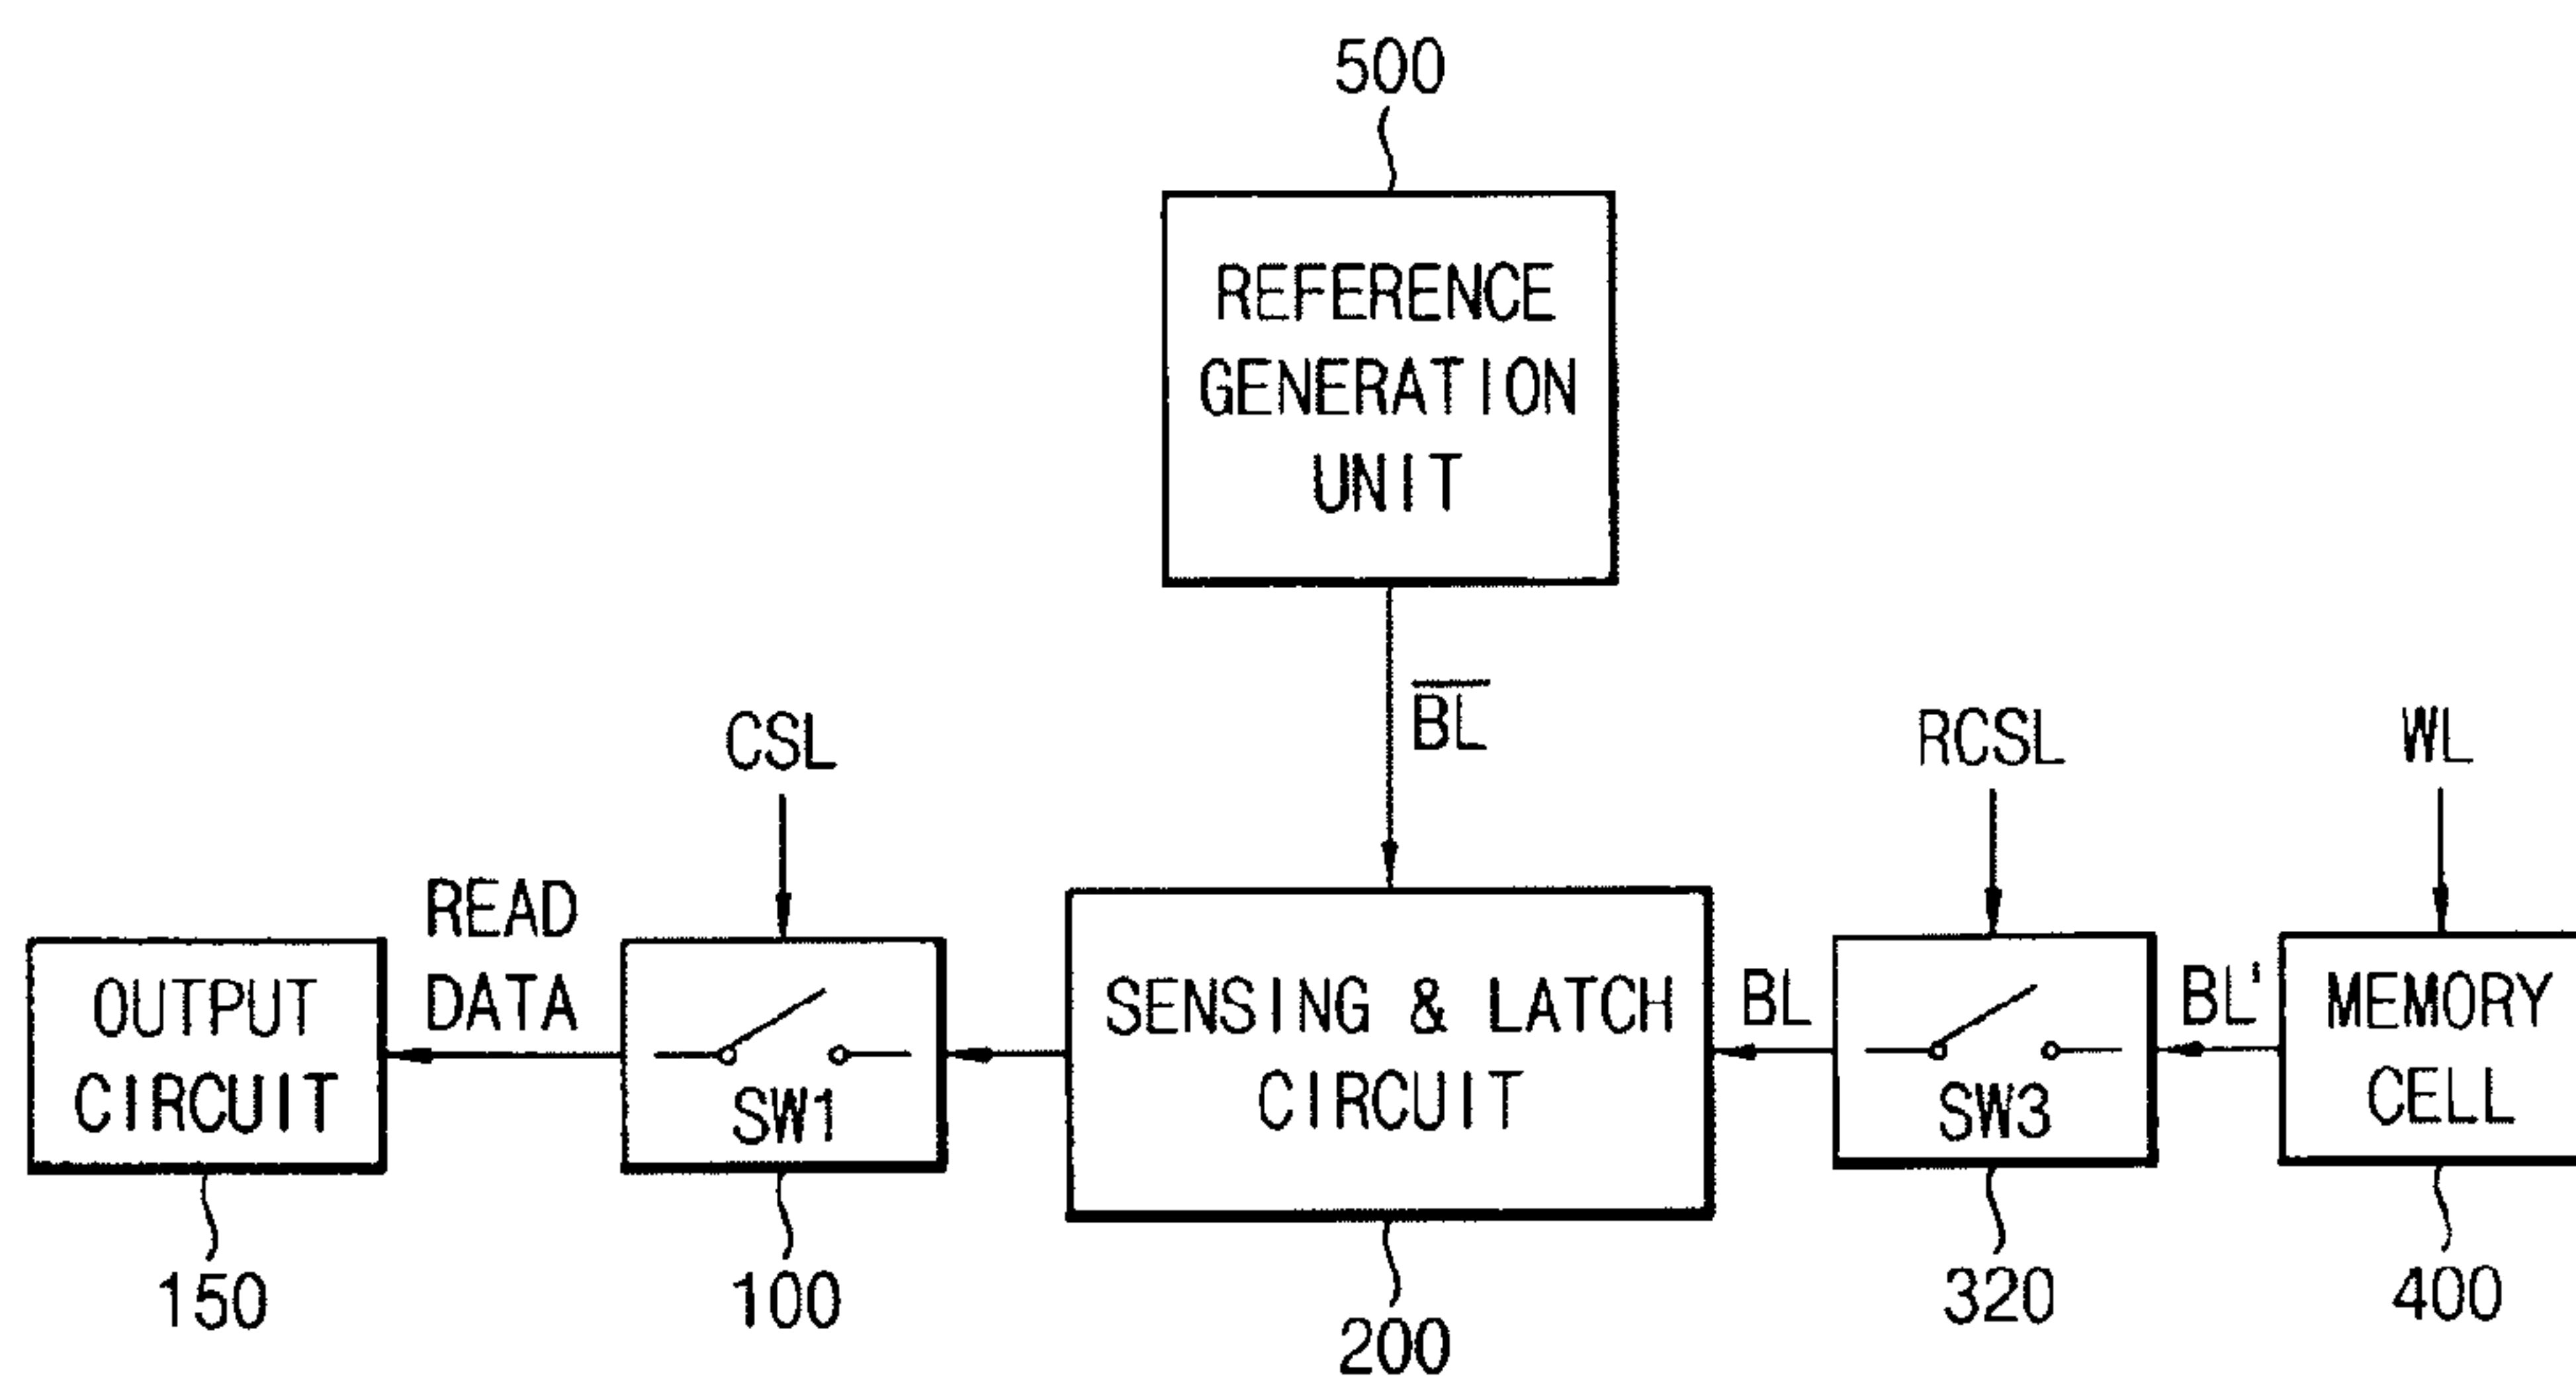 500
REFERENCE
GENERATION
UNIT
B̅L̅
CSL
RCSL
WL
READ
DATA
OUTPUT
CIRCUIT
SW1
SENSING & LATCH
CIRCUIT
BL
SW3
BL'
MEMORY
CELL
150
100
200
320
400